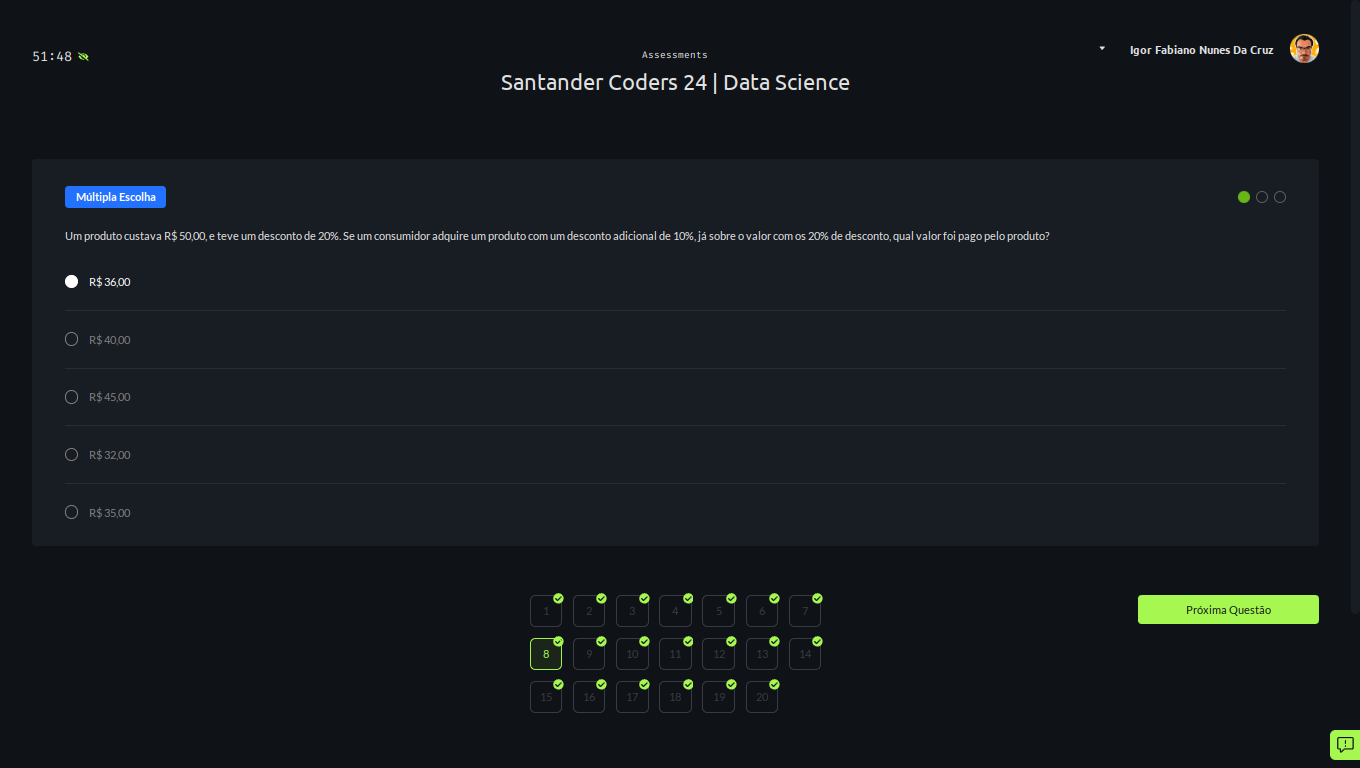 51:48
Assessments
Igor Fabiano Nunes Da Cruz
Santander Coders 24 | Data Science
Múltipla Escolha
Um produto custava R$ 50,00, e teve um desconto de 20%. Se um consumidor adquire um produto com um desconto adicional de 10%, já sobre o valor com os 20% de desconto, qual valor foi pago pelo produto?
R$ 36,00
R$ 40,00
R$ 45,00
R$ 32,00
R$ 35,00
1 2 3 4 5 6 7
Próxima Questão
8 9 10 11 12 13 14
15 16 17 18 19 20